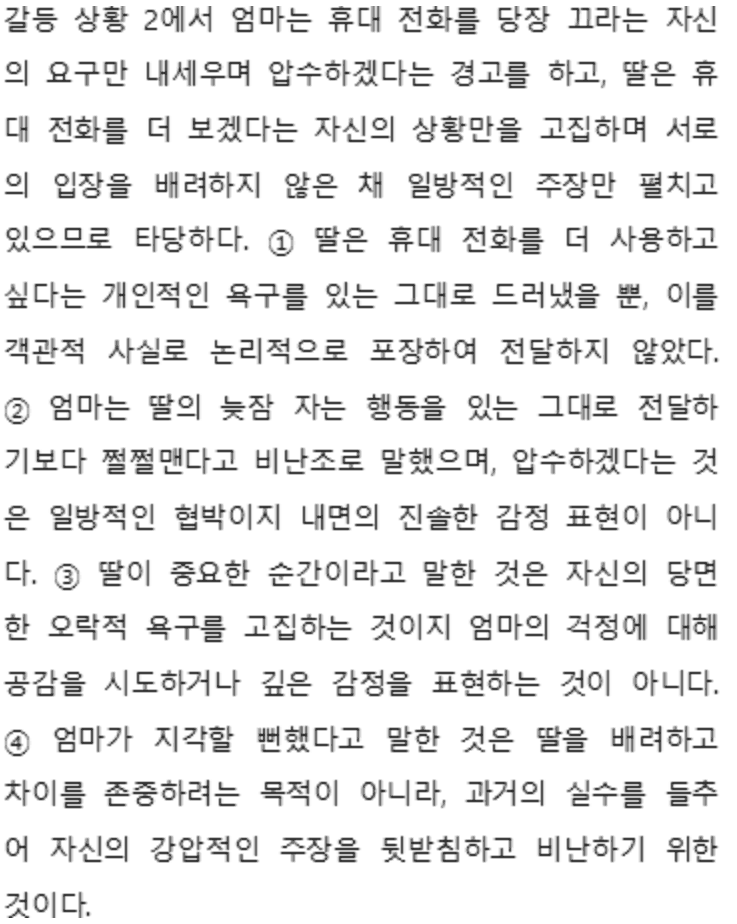 갈등 상황 2에서 엄마는 휴대 전화를 당장 끄라는 자신
의 요구만 내세우며 압수하겠다는 경고를 하고, 딸은 휴
대 전화를 더 보겠다는 자신의 상황만을 고집하며 서로
의 입장을 배려하지 않은 채 일방적인 주장만 펼치고
있으므로 타당하다. ① 딸은 휴대 전화를 더 사용하고
싶다는 개인적인 욕구를 있는 그대로 드러냈을 뿐, 이를
객관적 사실로 논리적으로 포장하여 전달하지 않았다.
② 엄마는 딸의 늦잠 자는 행동을 있는 그대로 전달하
기보다 쩔쩔맨다고 비난조로 말했으며, 압수하겠다는 것
은 일방적인 협박이지 내면의 진솔한 감정 표현이 아니
다. ③ 딸이 중요한 순간이라고 말한 것은 자신의 당면
한 오락적 욕구를 고집하는 것이지 엄마의 걱정에 대해
공감을 시도하거나 깊은 감정을 표현하는 것이 아니다.
④ 엄마가 지각할 뻔했다고 말한 것은 딸을 배려하고
차이를 존중하려는 목적이 아니라, 과거의 실수를 들추
어 자신의 강압적인 주장을 뒷받침하고 비난하기 위한
것이다.